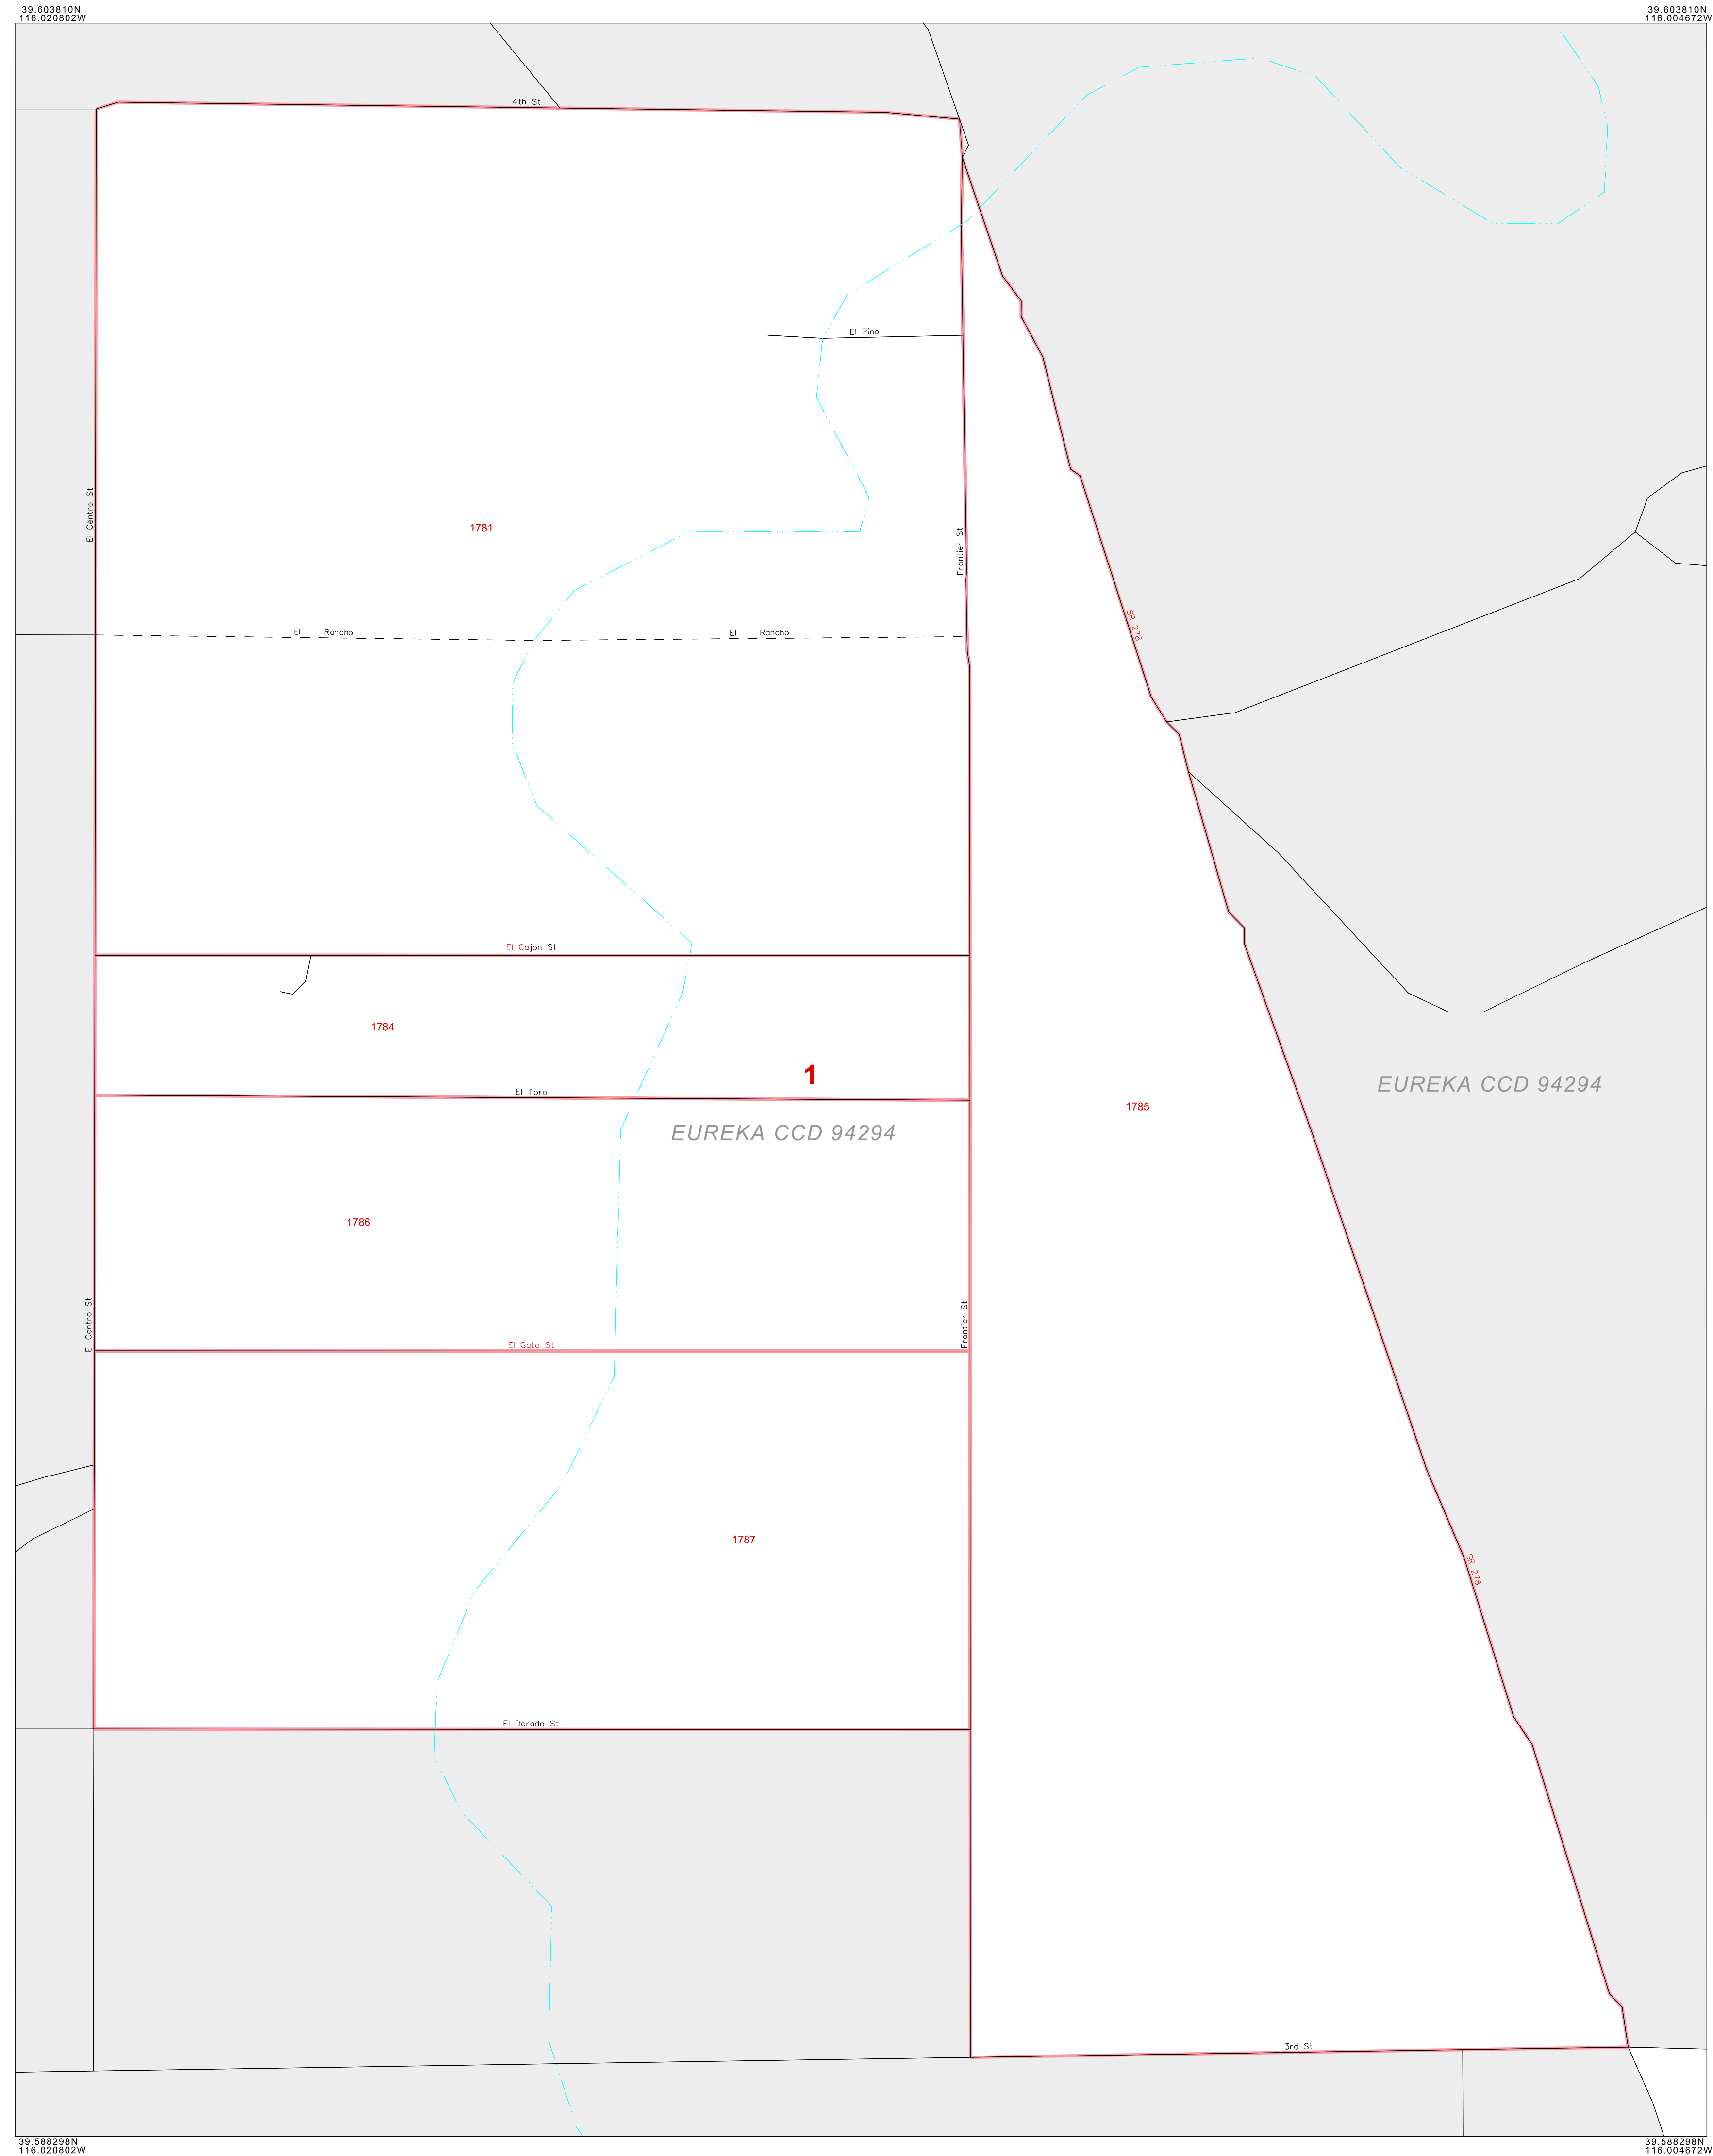 39.603810N
116.020802W
39.603810N
116.004672W
4th St
El Pino
El Centro St
1781
Frontier St
SR 278
El Rancho
El Rancho
El Cajon St
1784
1
EUREKA CCD 94294
1785
El Toro
EUREKA CCD 94294
1786
El Centro St
Frontier St
El Gato St
1787
SR 278
El Dorado St
3rd St
39.588298N
116.020802W
39.588298N
116.004672W